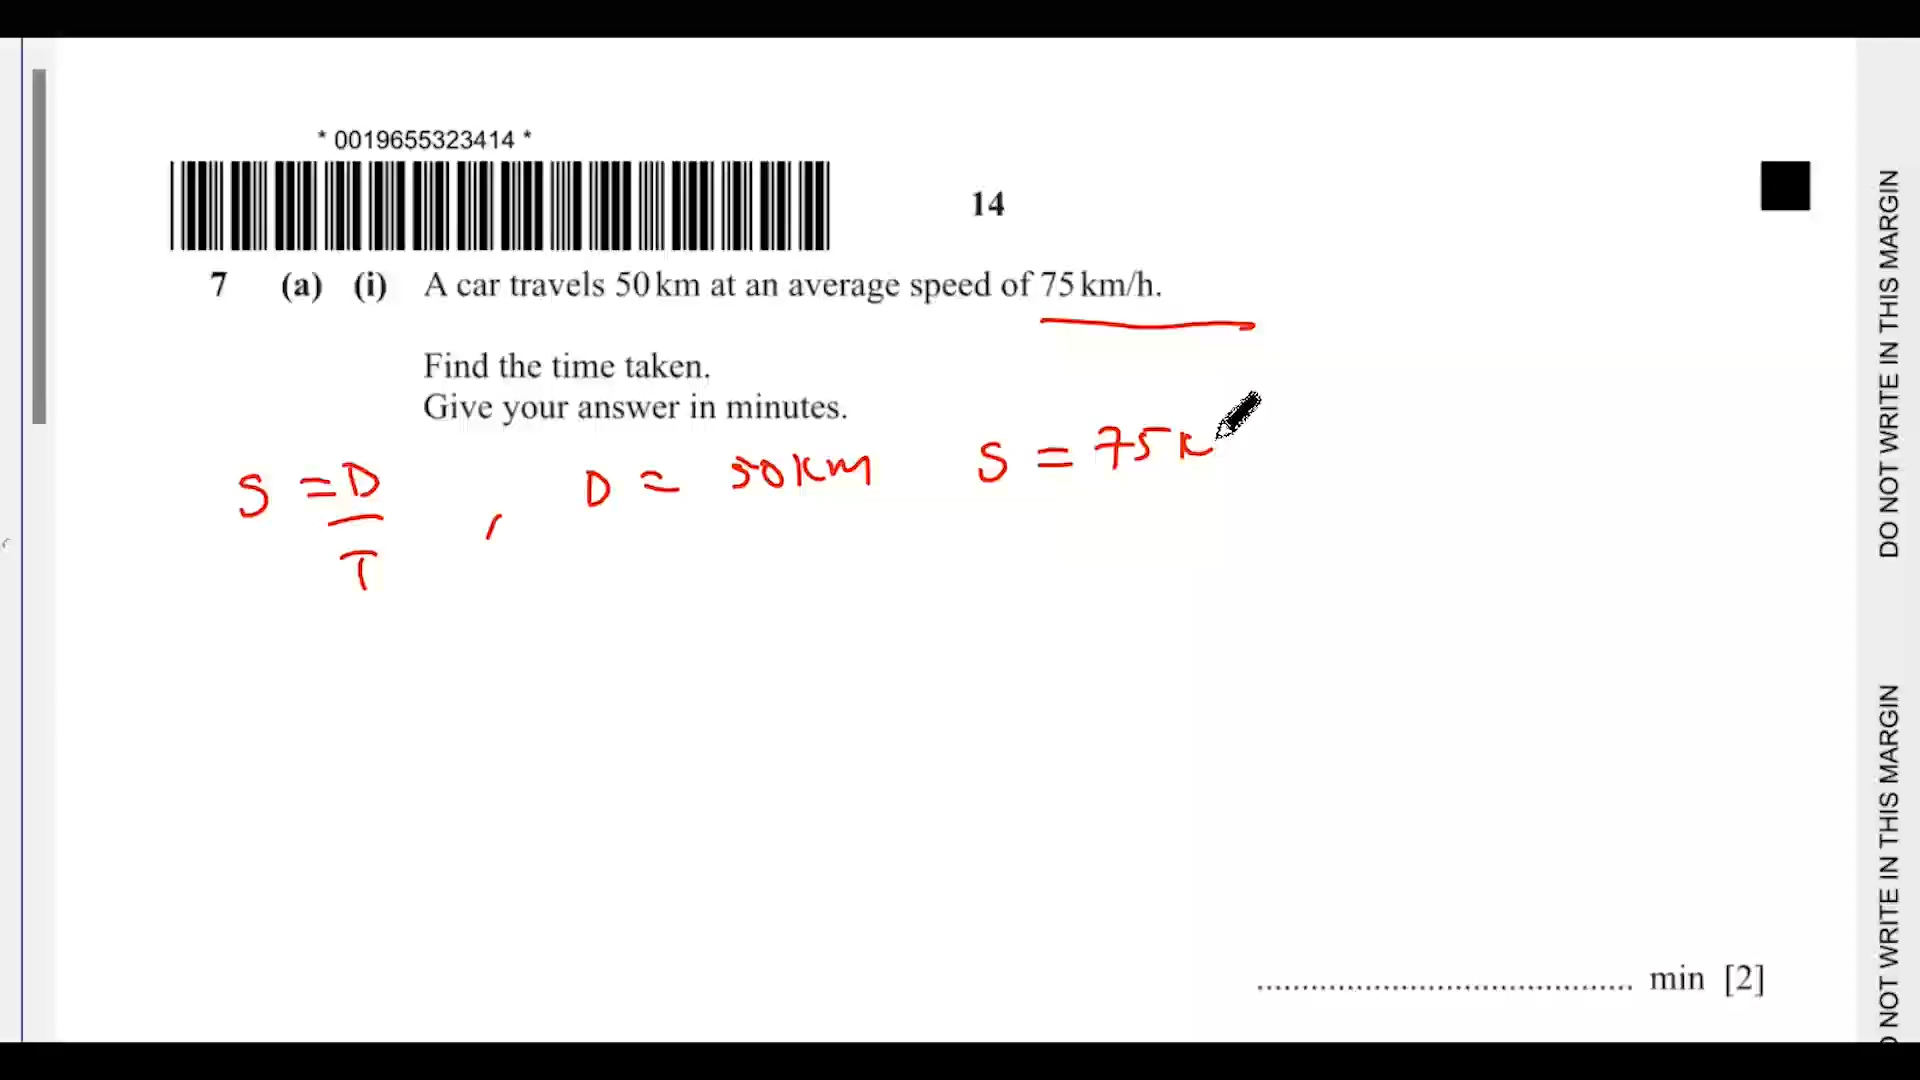 * 0019655323414 *
14
7 (a) (i) A car travels 50 km at an average speed of 75 km/h.
Find the time taken.
Give your answer in minutes.
S = D/T , D = 50km S = 75k
........................................ min [2]
DO NOT WRITE IN THIS MARGIN
NOT WRITE IN THIS MARGIN